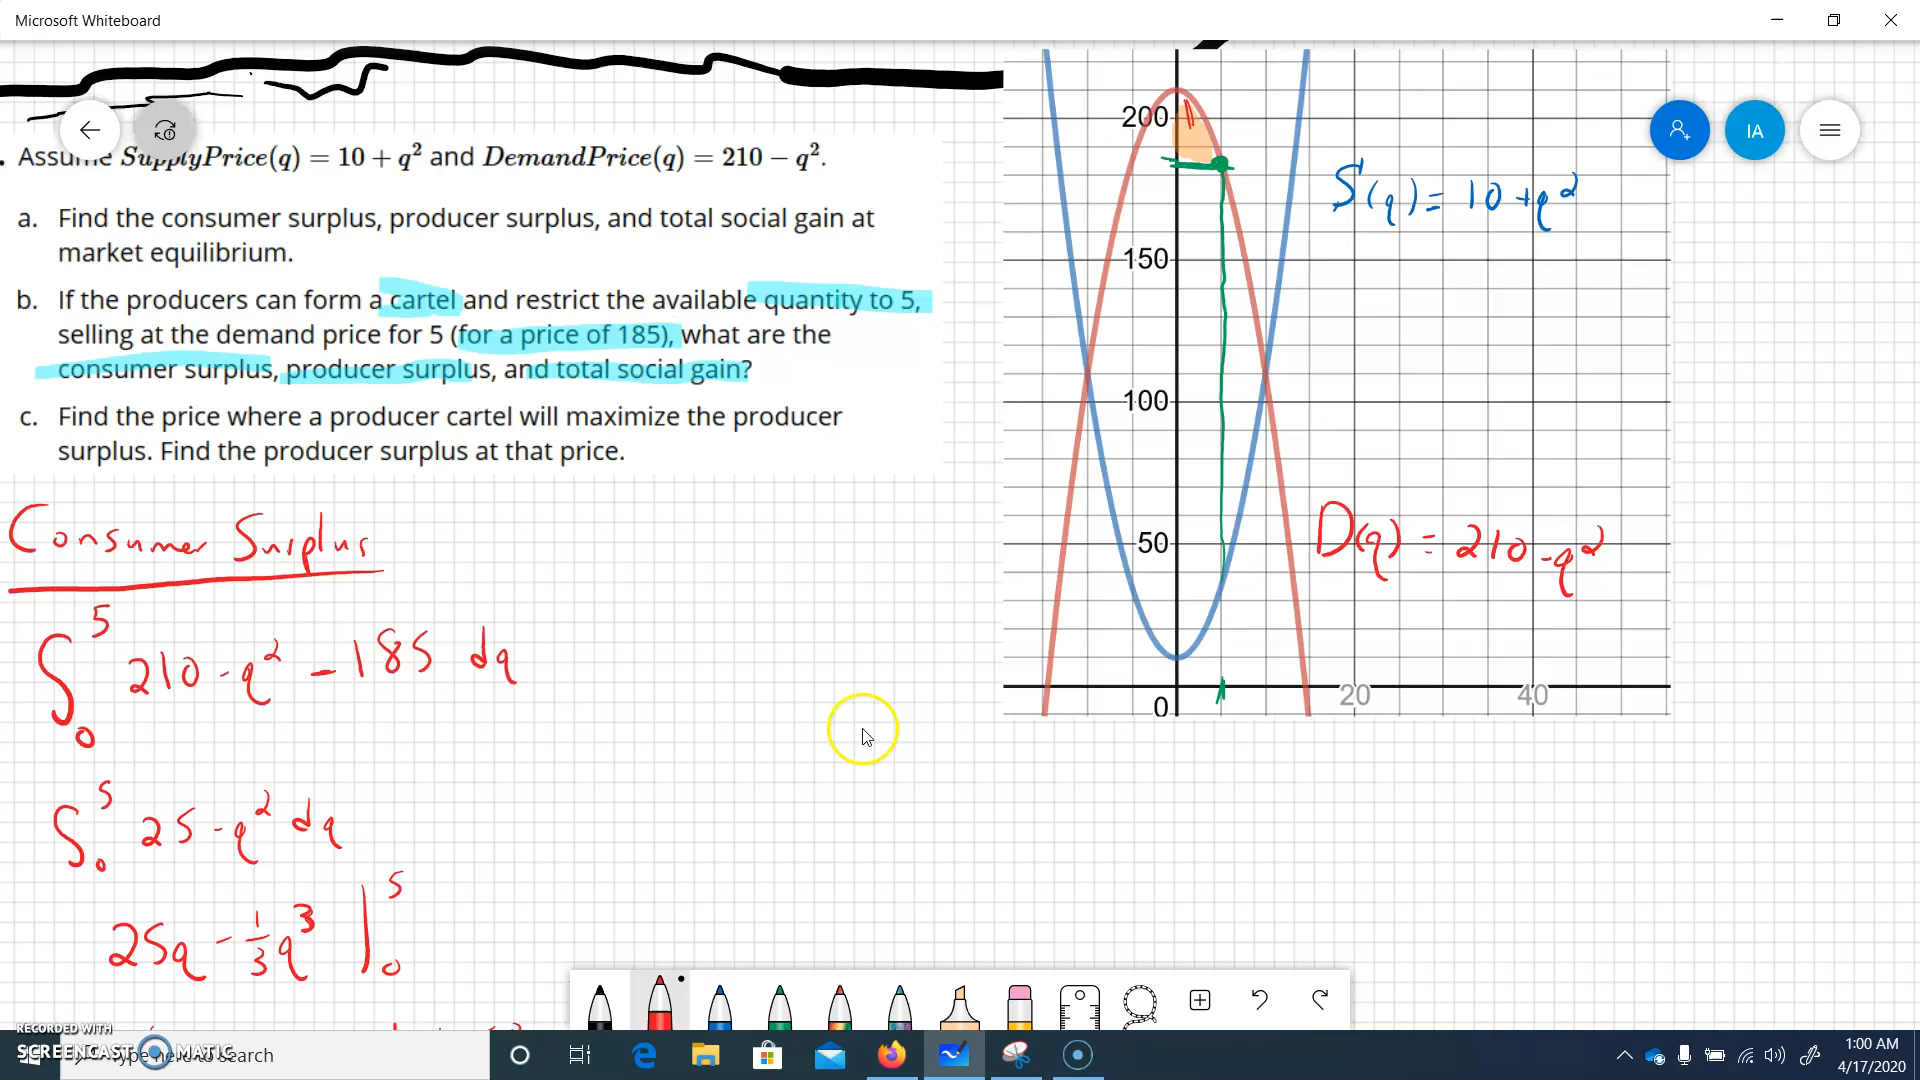 Microsoft Whiteboard
. Assume SupplyPrice(q) = 10 + q² and DemandPrice(q) = 210 − q².
a. Find the consumer surplus, producer surplus, and total social gain at
market equilibrium.
b. If the producers can form a cartel and restrict the available quantity to 5,
selling at the demand price for 5 (for a price of 185), what are the
consumer surplus, producer surplus, and total social gain?
c. Find the price where a producer cartel will maximize the producer
surplus. Find the producer surplus at that price.
Consumer Surplus
∫₀⁵ 210 - q² - 185 dq
∫₀⁵ 25 - q² dq
25q - 1/3 q³ |₀⁵
200
150
100
50
0
20
40
S(q) = 10 + q²
D(q) = 210 - q²
IA
RECORDED WITH
SCREENCAST MATIC
Type here to search
1:00 AM
4/17/2020